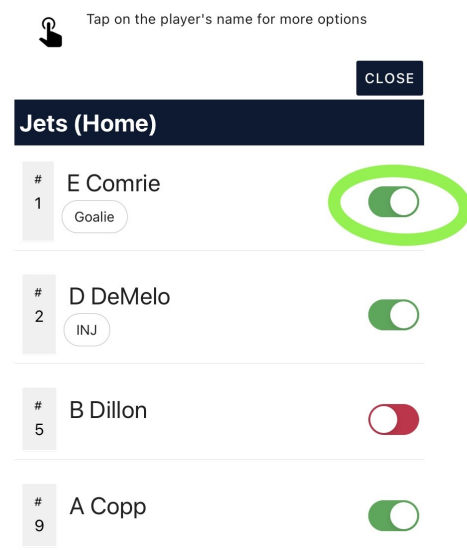 Tap on the player's name for more options
CLOSE
Jets (Home)
#
1
E Comrie
Goalie
#
2
D DeMelo
INJ
#
5
B Dillon
#
9
A Copp